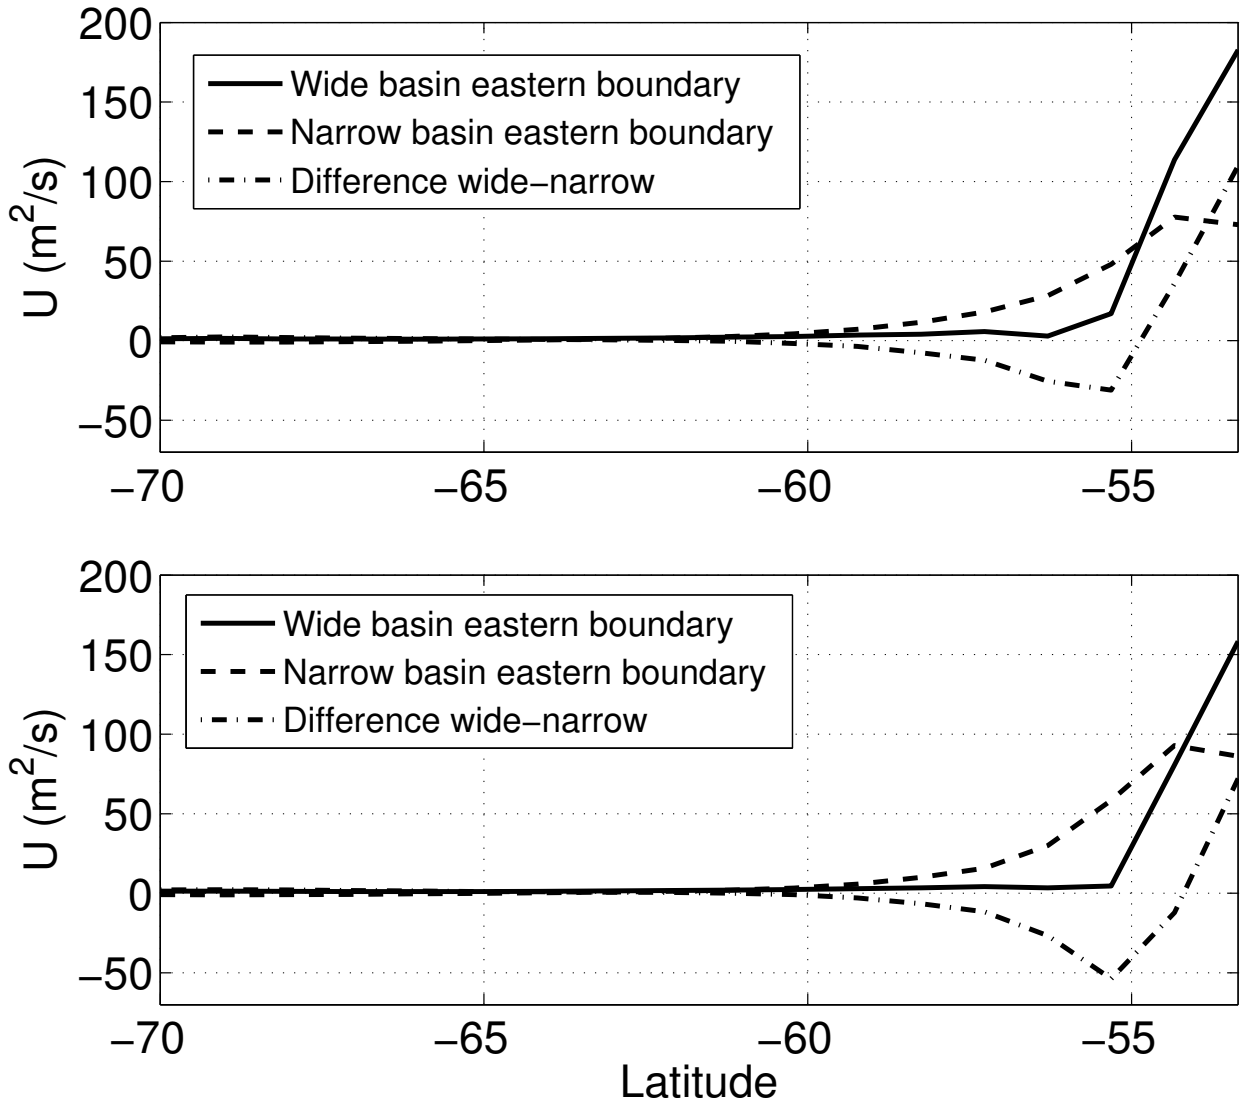 200
150
100
50
0
−50
U (m²/s)
Wide basin eastern boundary
Narrow basin eastern boundary
Difference wide−narrow
−70 −65 −60 −55
200
150
100
50
0
−50
U (m²/s)
Wide basin eastern boundary
Narrow basin eastern boundary
Difference wide−narrow
−70 −65 −60 −55
Latitude